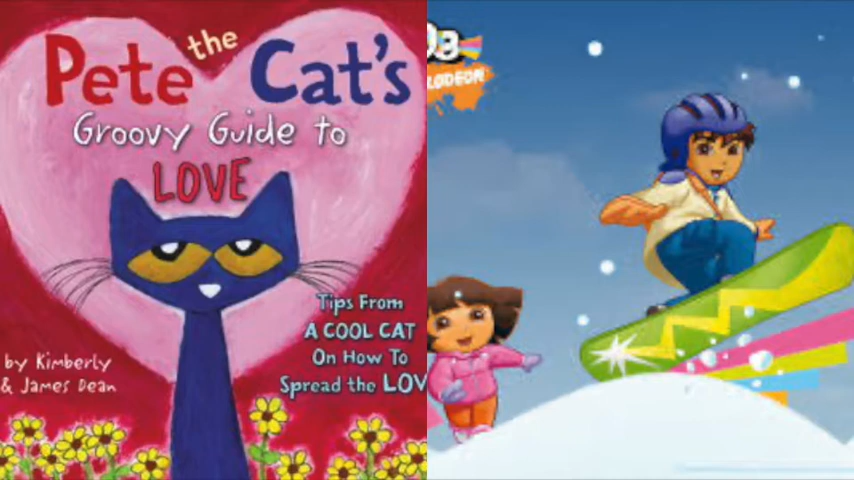 Pete the Cat's
Groovy Guide to
LOVE
Tips From
A COOL CAT
On How To
Spread the LOV
by Kimberly
& James Dean
LODEON